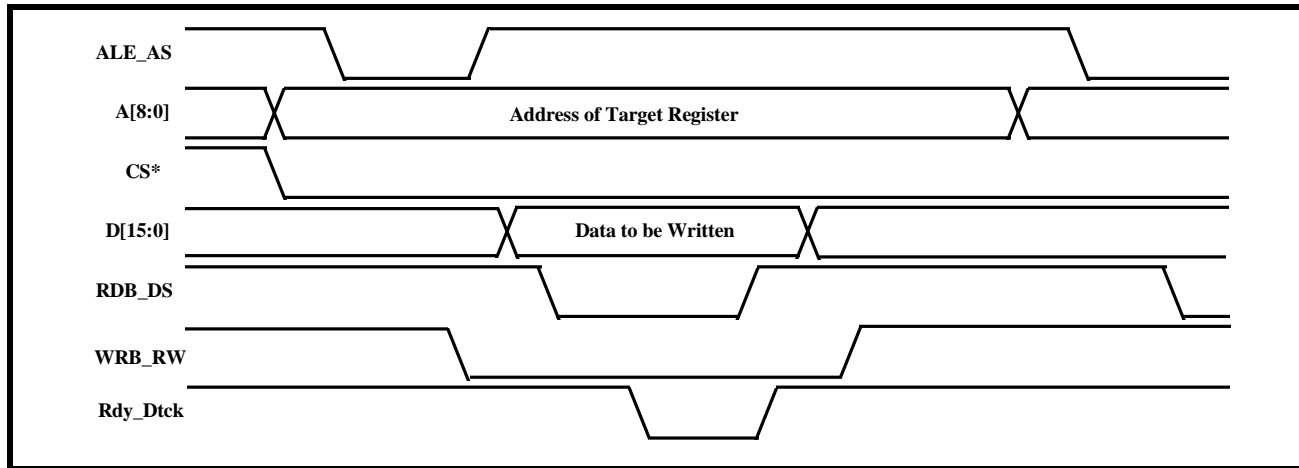 ALE_AS
A[8:0]
Address of Target Register
CS*
D[15:0]
Data to be Written
RDB_DS
WRB_RW
Rdy_Dtck